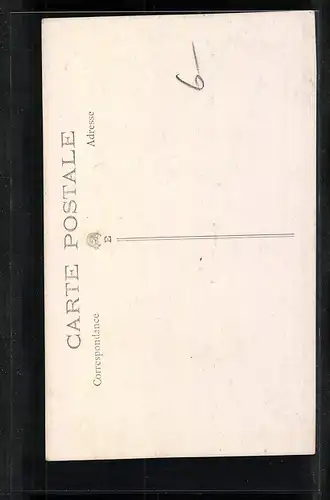 CARTE POSTALE
Correspondance
Adresse
E
6-